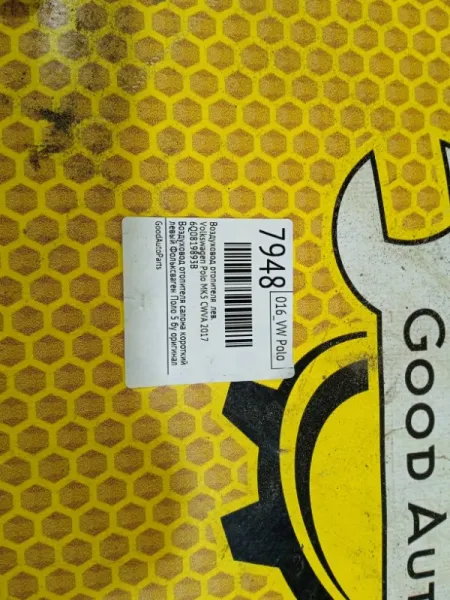 7948
016_VW Polo
Воздуховод отопителя лев.
Volkswagen Polo MK5 CWVA 2017
6Q0819893B
Воздуховод отопителя салона короткий
левый Фольксваген Поло 5 бу оригинал
GoodAutoParts
GOOD AUT